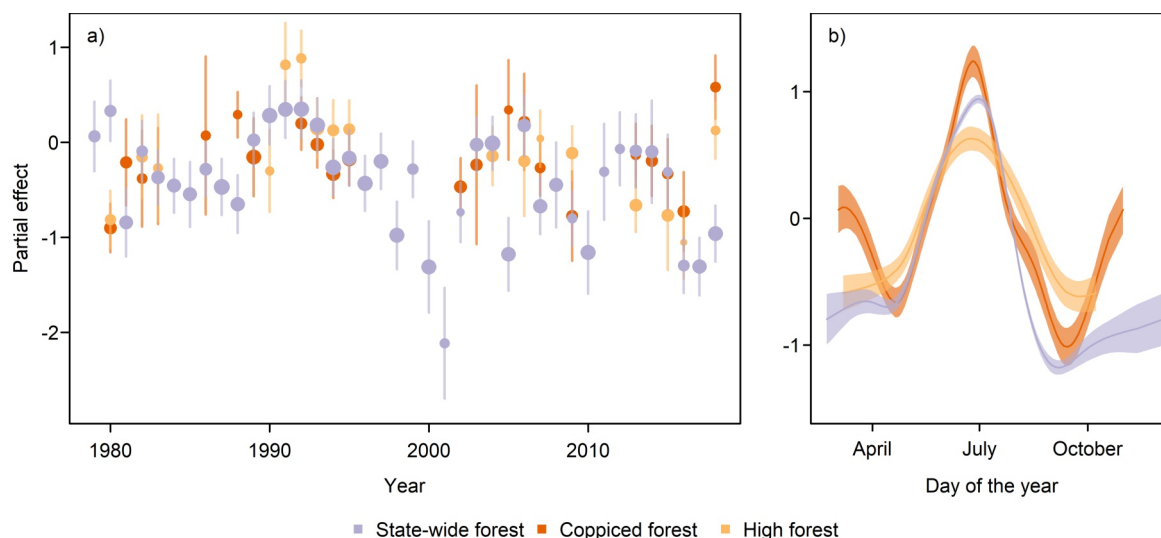 a)
Partial effect
1
0
-1
-2
1980
1990
2000
2010
Year
b)
1
0
-1
April
July
October
Day of the year
State-wide forest
Coppiced forest
High forest